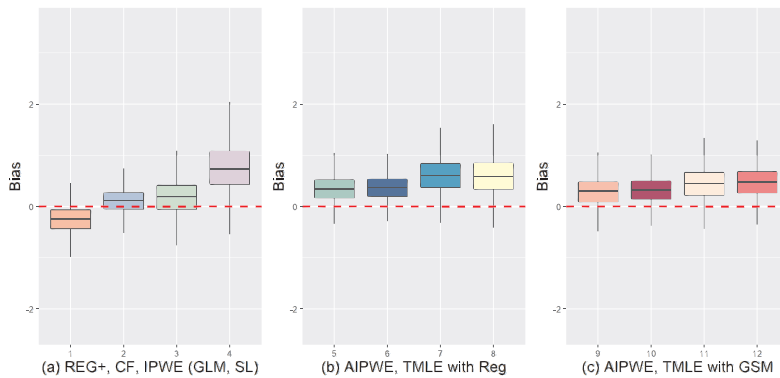 Bias
2
0
-2
1 2 3 4
(a) REG+, CF, IPWE (GLM, SL)
Bias
2
0
-2
5 6 7 8
(b) AIPWE, TMLE with Reg
Bias
2
0
-2
9 10 11 12
(c) AIPWE, TMLE with GSM